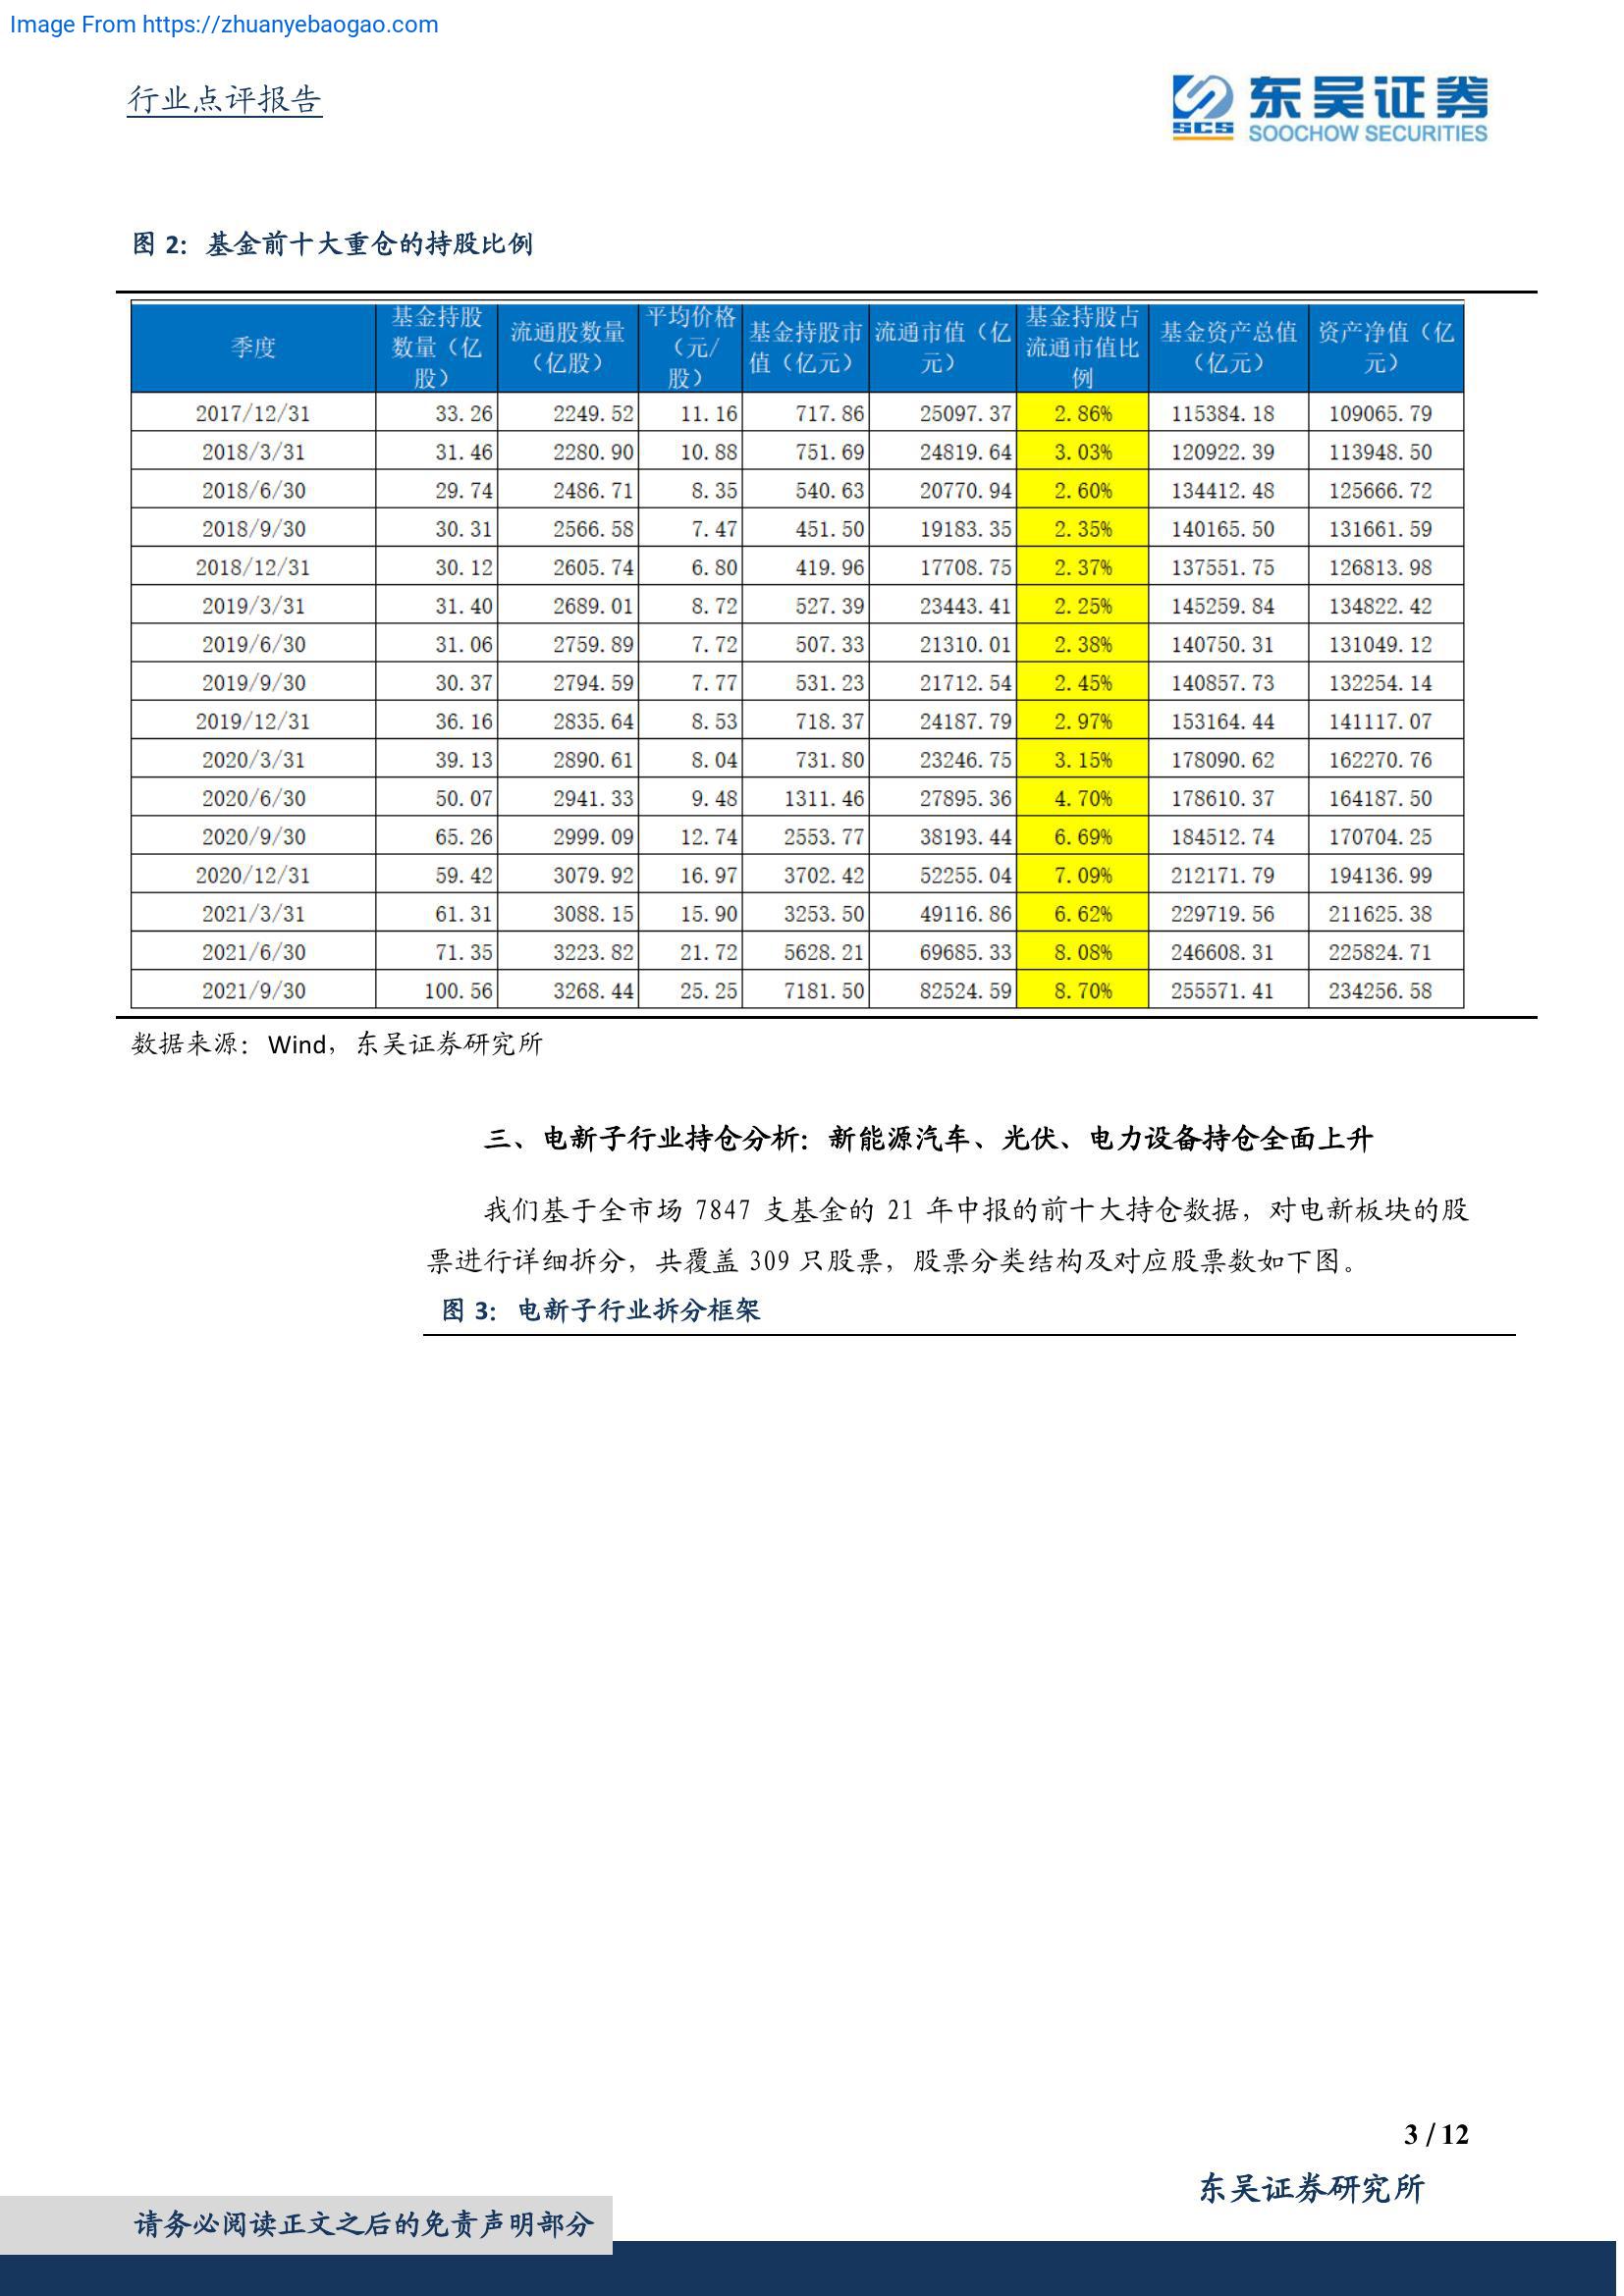 Image From https://zhuanyebaogao.com
行业点评报告
东吴证券
SCS SOOCHOW SECURITIES
图 2：基金前十大重仓的持股比例
季度 基金持股数量（亿股） 流通股数量（亿股） 平均价格（元/股） 基金持股市值（亿元） 流通市值（亿元） 基金持股占流通市值比例 基金资产总值（亿元） 资产净值（亿元）
2017/12/31 33.26 2249.52 11.16 717.86 25097.37 2.86% 115384.18 109065.79
2018/3/31 31.46 2280.90 10.88 751.69 24819.64 3.03% 120922.39 113948.50
2018/6/30 29.74 2486.71 8.35 540.63 20770.94 2.60% 134412.48 125666.72
2018/9/30 30.31 2566.58 7.47 451.50 19183.35 2.35% 140165.50 131661.59
2018/12/31 30.12 2605.74 6.80 419.96 17708.75 2.37% 137551.75 126813.98
2019/3/31 31.40 2689.01 8.72 527.39 23443.41 2.25% 145259.84 134822.42
2019/6/30 31.06 2759.89 7.72 507.33 21310.01 2.38% 140750.31 131049.12
2019/9/30 30.37 2794.59 7.77 531.23 21712.54 2.45% 140857.73 132254.14
2019/12/31 36.16 2835.64 8.53 718.37 24187.79 2.97% 153164.44 141117.07
2020/3/31 39.13 2890.61 8.04 731.80 23246.75 3.15% 178090.62 162270.76
2020/6/30 50.07 2941.33 9.48 1311.46 27895.36 4.70% 178610.37 164187.50
2020/9/30 65.26 2999.09 12.74 2553.77 38193.44 6.69% 184512.74 170704.25
2020/12/31 59.42 3079.92 16.97 3702.42 52255.04 7.09% 212171.79 194136.99
2021/3/31 61.31 3088.15 15.90 3253.50 49116.86 6.62% 229719.56 211625.38
2021/6/30 71.35 3223.82 21.72 5628.21 69685.33 8.08% 246608.31 225824.71
2021/9/30 100.56 3268.44 25.25 7181.50 82524.59 8.70% 255571.41 234256.58
数据来源：Wind，东吴证券研究所
三、电新子行业持仓分析：新能源汽车、光伏、电力设备持仓全面上升
我们基于全市场 7847 支基金的 21 年中报的前十大持仓数据，对电新板块的股
票进行详细拆分，共覆盖 309 只股票，股票分类结构及对应股票数如下图。
图 3：电新子行业拆分框架
3 / 12
东吴证券研究所
请务必阅读正文之后的免责声明部分